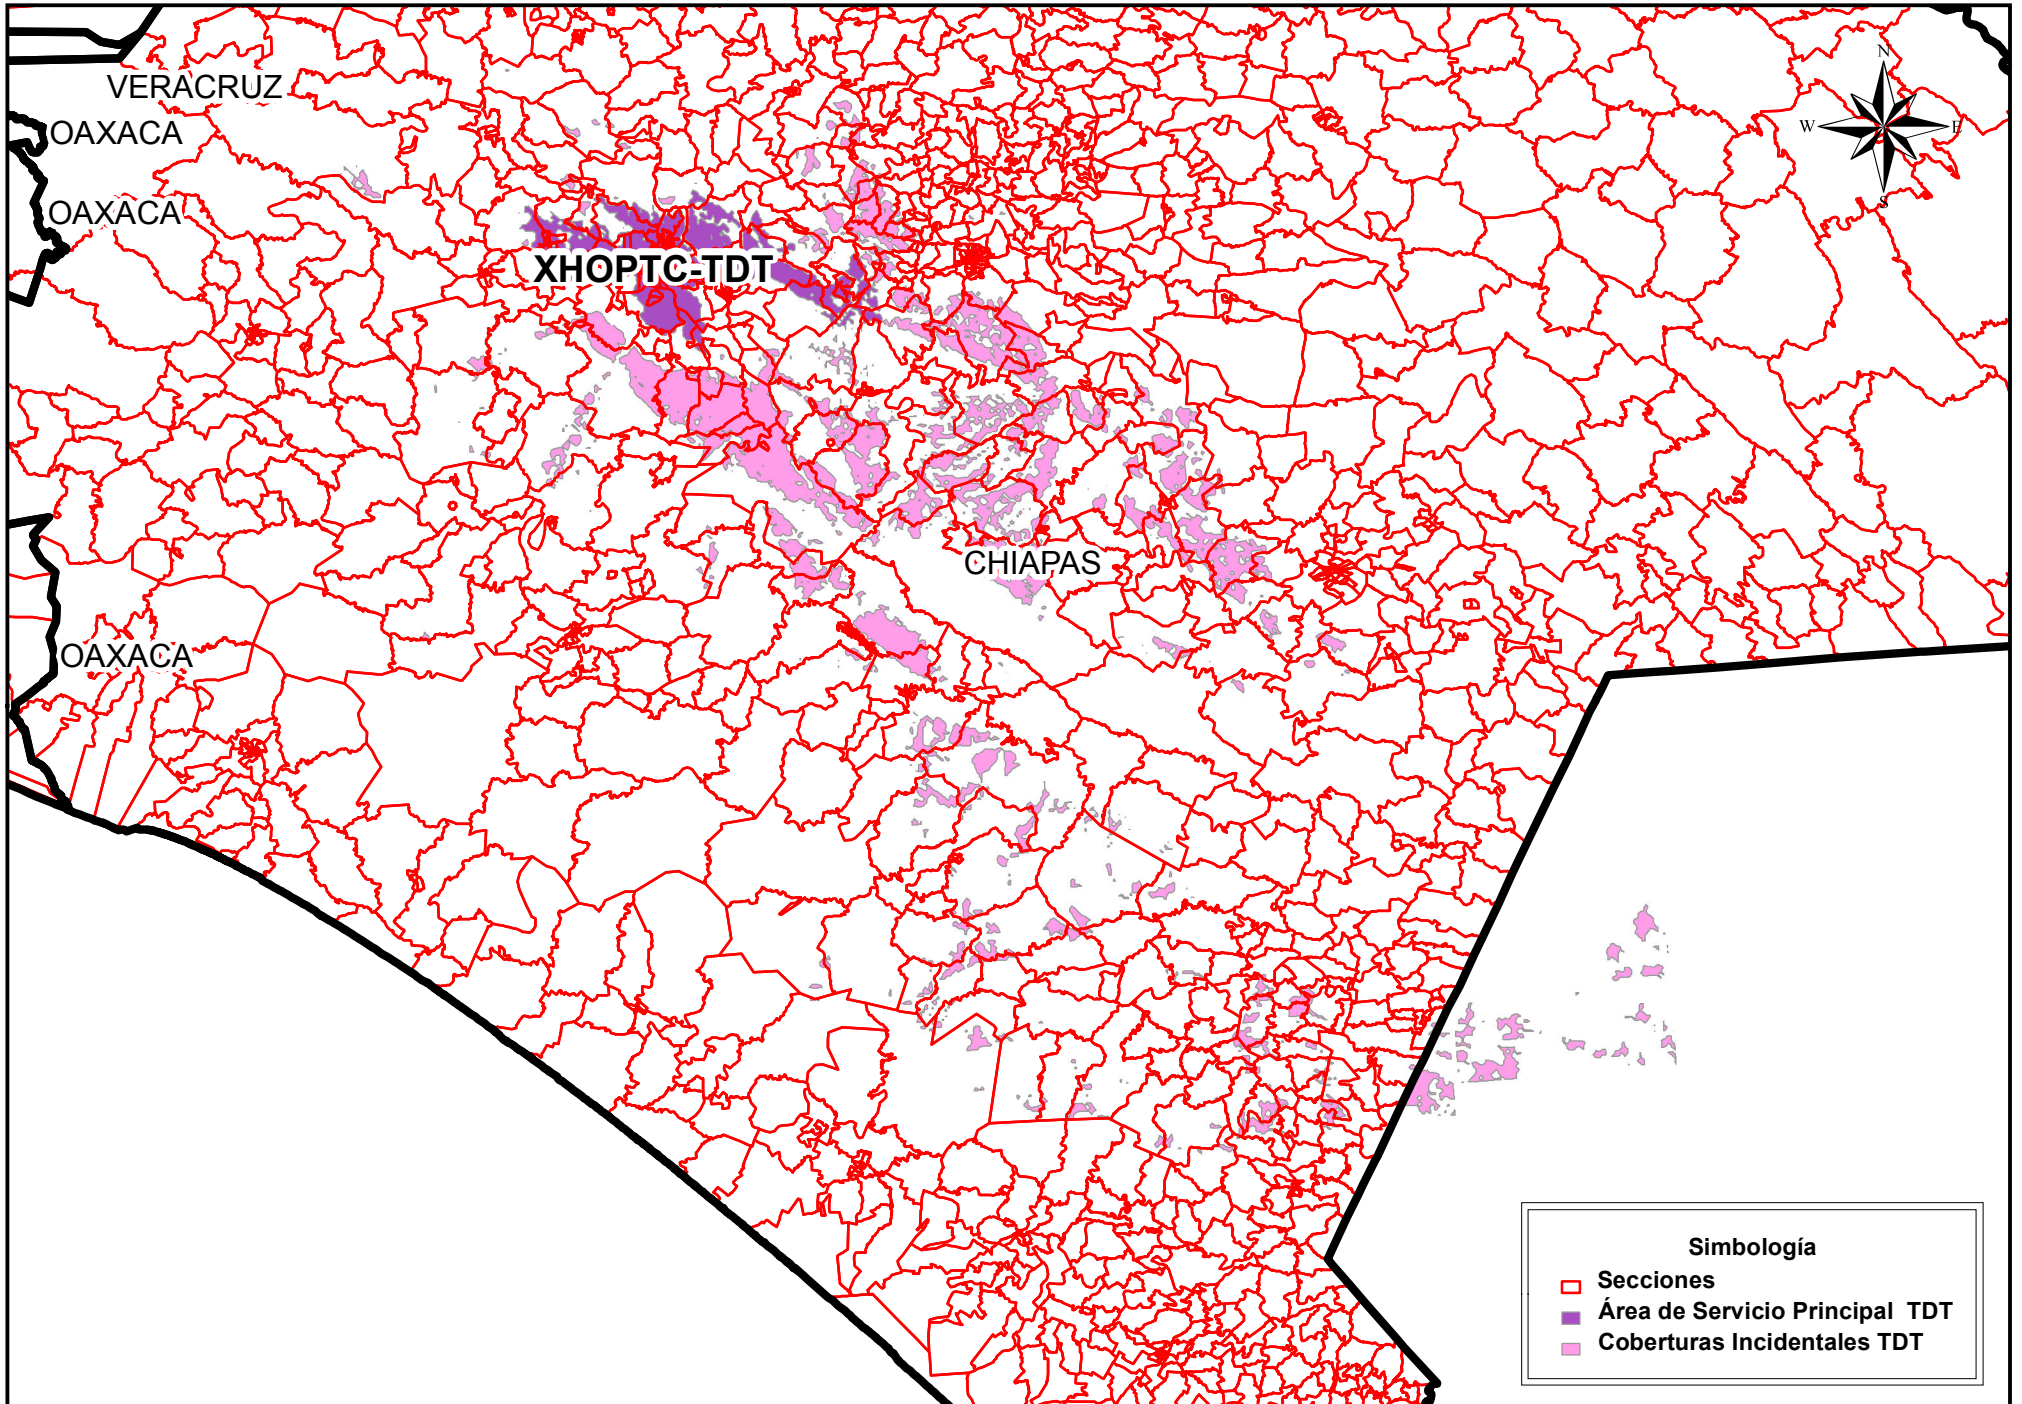 N
VERACRUZ
OAXACA
W
E
S
OAXACA
XHOPTC-TDT
CHIAPAS
OAXACA
Simbología
Secciones
Área de Servicio Principal TDT
Coberturas Incidentales TDT